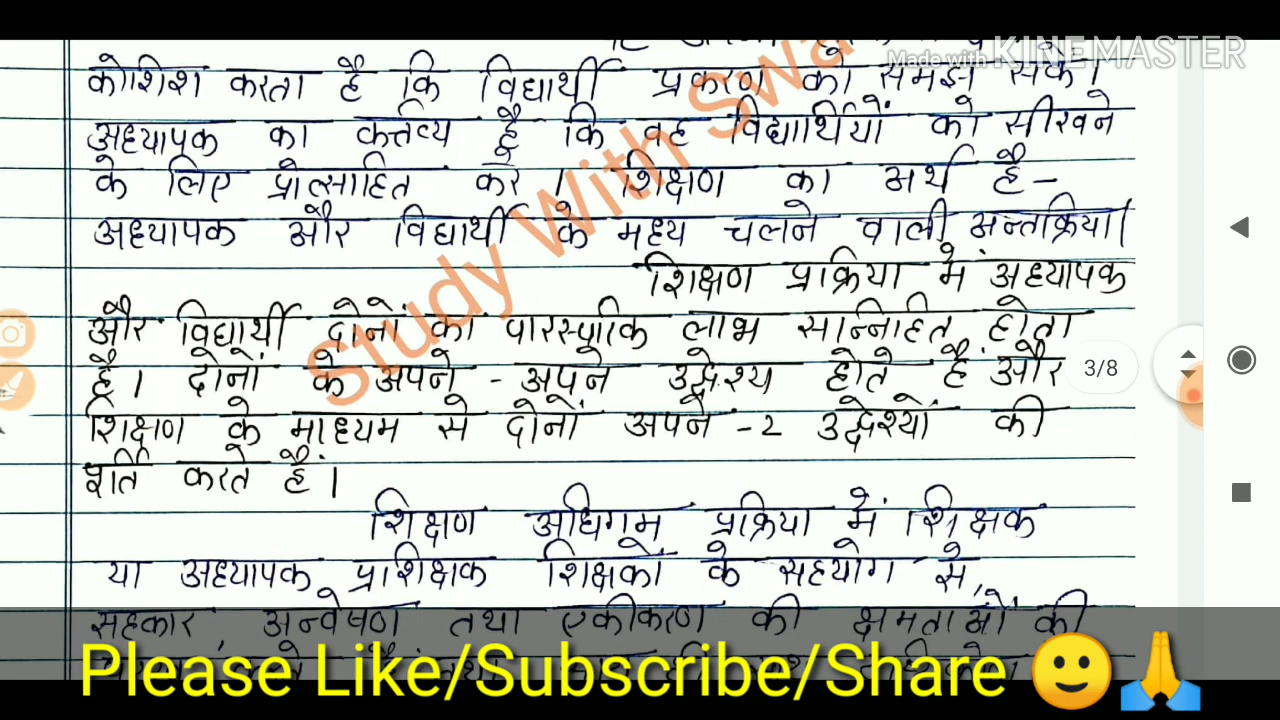 Made with KINEMASTER
कोशिश करता है कि विद्यार्थी प्रकरण को समझ सके।
अध्यापक का कर्त्तव्य है कि वह विद्यार्थियों को सीखने
के लिए प्रोत्साहित करे। शिक्षण का अर्थ है-
अध्यापक और विद्यार्थी के मध्य चलने वाली अन्तक्रिया।
शिक्षण प्रक्रिया में अध्यापक
और विद्यार्थी दोनों का पारस्परिक लाभ सन्निहित होता
है। दोनों के अपने - अपने उद्देश्य होते हैं और
3/8
शिक्षण के माध्यम से दोनों अपने -2 उद्देश्यों की
पूर्ति करते हैं।
शिक्षण अधिगम प्रक्रिया में शिक्षक
या अध्यापक प्रशिक्षक शिक्षकों के सहयोग से,
सहकार, अन्वेषण तथा एकीकरण की क्षमताओं की
Study With Swa
Please Like/Subscribe/Share 🙂🙏